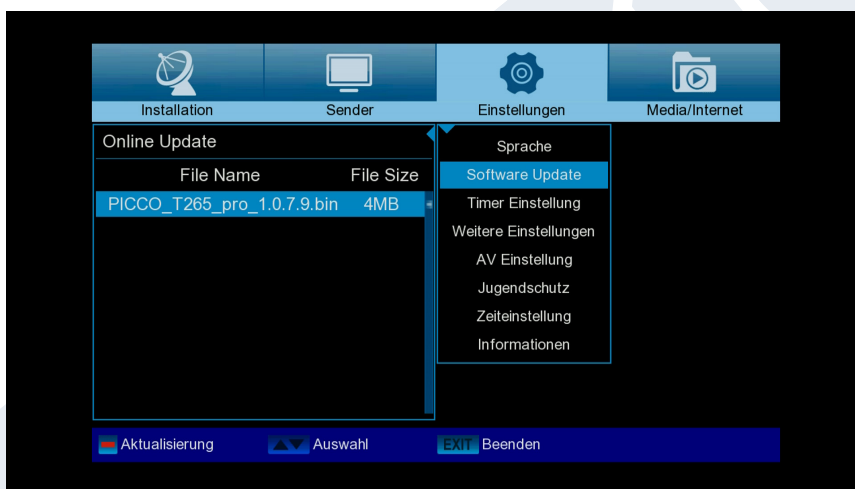 Installation
Sender
Einstellungen
Media/Internet
Online Update
File Name File Size
PICCO_T265_pro_1.0.7.9.bin 4MB
Sprache
Software Update
Timer Einstellung
Weitere Einstellungen
AV Einstellung
Jugendschutz
Zeiteinstellung
Informationen
Aktualisierung
Auswahl
EXIT Beenden